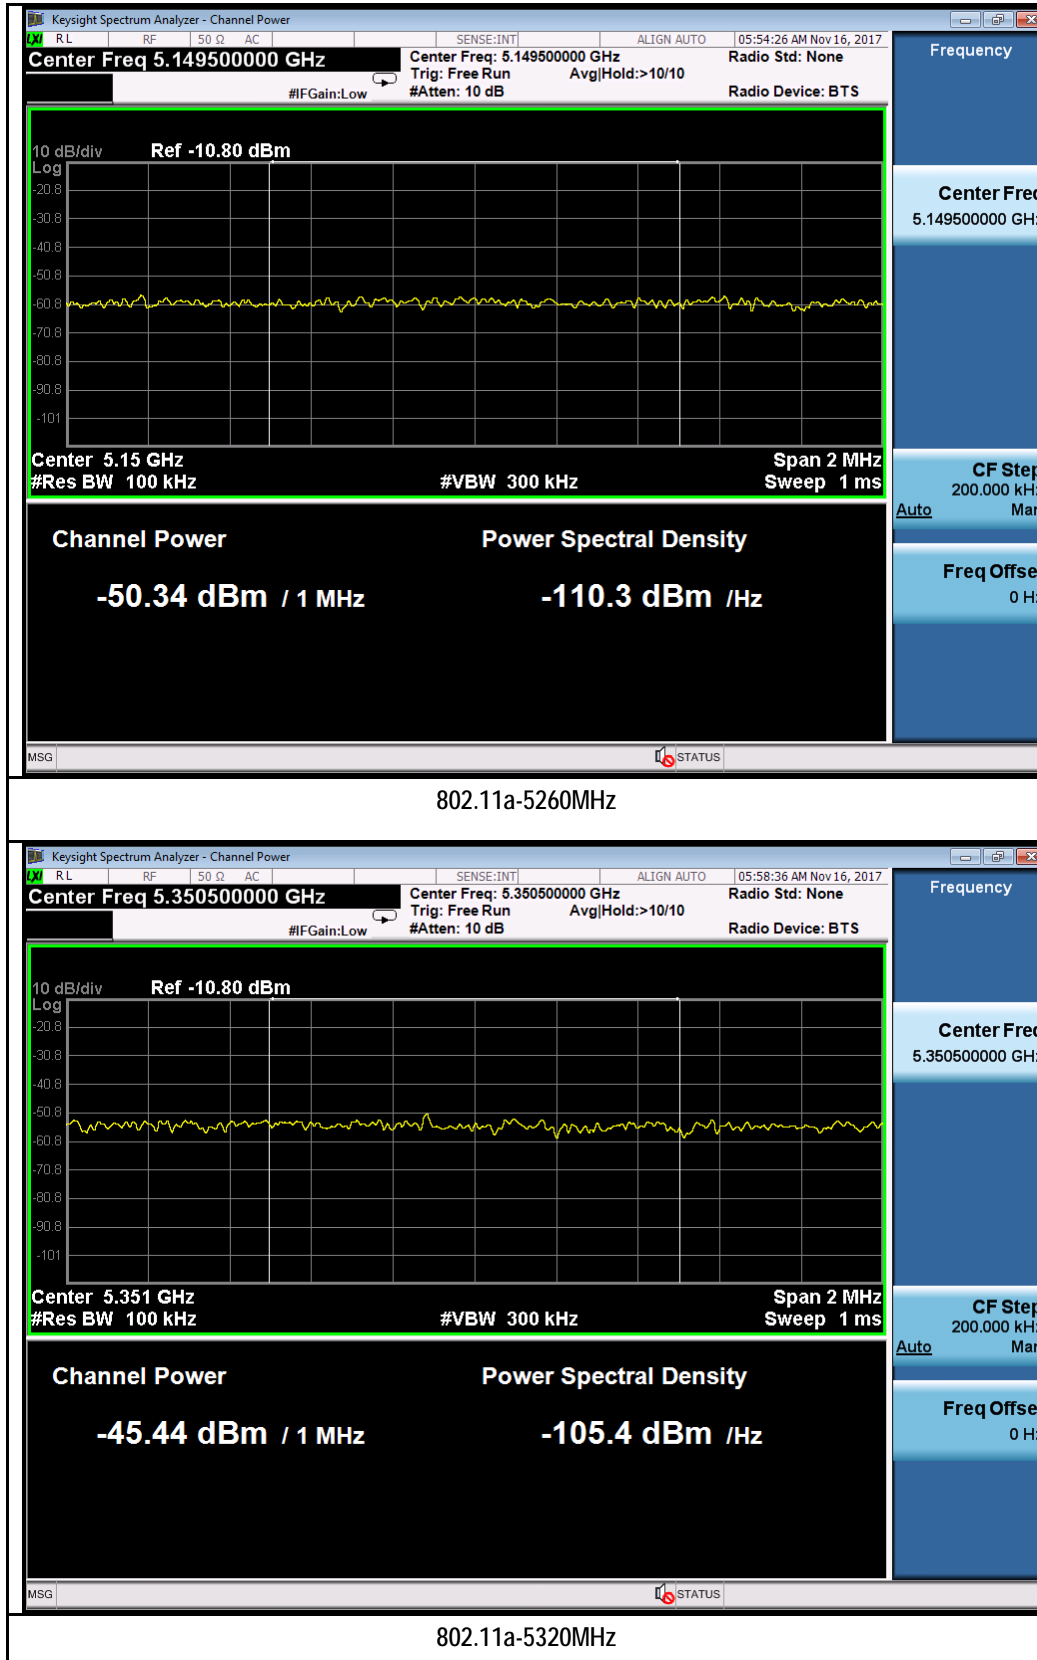 Keysight Spectrum Analyzer - Channel Power
LXI RL RF 50 Ω AC SENSE:INT ALIGN AUTO 05:54:26 AM Nov 16, 2017
Center Freq 5.149500000 GHz
Center Freq: 5.149500000 GHz Radio Std: None
Trig: Free Run Avg|Hold:>10/10
#IFGain:Low #Atten: 10 dB Radio Device: BTS
Frequency
10 dB/div Ref -10.80 dBm
Log
-20.8
-30.8
-40.8
-50.8
-60.8
-70.8
-80.8
-90.8
-101
Center 5.15 GHz Span 2 MHz
#Res BW 100 kHz #VBW 300 kHz Sweep 1 ms
Center Freq
5.149500000 GHz
CF Step
200.000 kHz
Auto Man
Freq Offset
0 Hz
Channel Power Power Spectral Density
-50.34 dBm / 1 MHz -110.3 dBm /Hz
MSG STATUS
802.11a-5260MHz
Keysight Spectrum Analyzer - Channel Power
LXI RL RF 50 Ω AC SENSE:INT ALIGN AUTO 05:58:36 AM Nov 16, 2017
Center Freq 5.350500000 GHz
Center Freq: 5.350500000 GHz Radio Std: None
Trig: Free Run Avg|Hold:>10/10
#IFGain:Low #Atten: 10 dB Radio Device: BTS
Frequency
10 dB/div Ref -10.80 dBm
Log
-20.8
-30.8
-40.8
-50.8
-60.8
-70.8
-80.8
-90.8
-101
Center 5.351 GHz Span 2 MHz
#Res BW 100 kHz #VBW 300 kHz Sweep 1 ms
Center Freq
5.350500000 GHz
CF Step
200.000 kHz
Auto Man
Freq Offset
0 Hz
Channel Power Power Spectral Density
-45.44 dBm / 1 MHz -105.4 dBm /Hz
MSG STATUS
802.11a-5320MHz